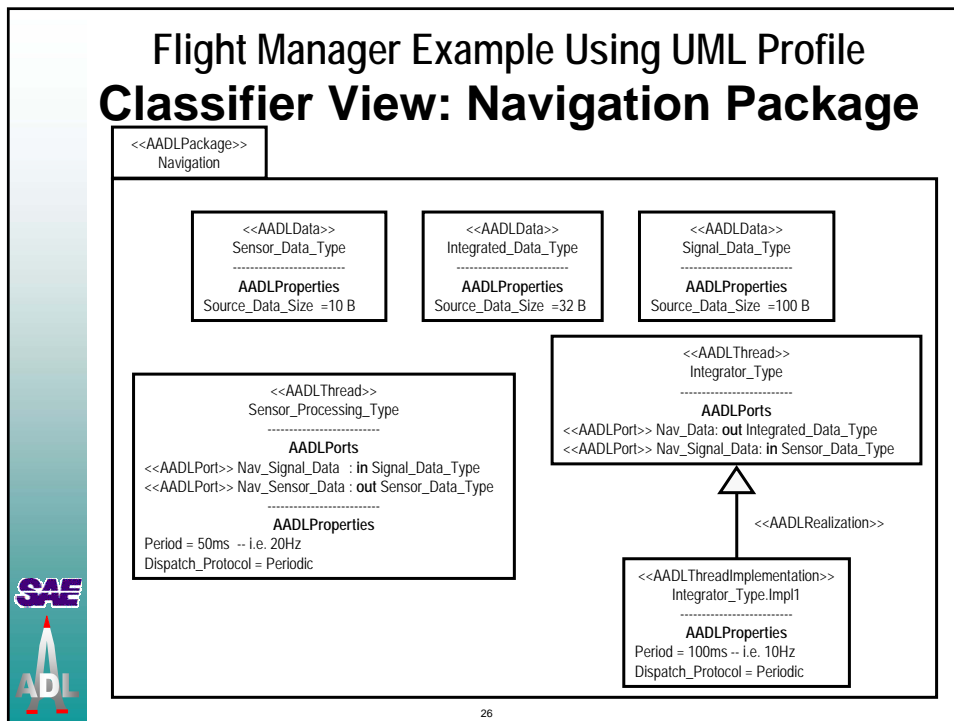 Flight Manager Example Using UML Profile
Classifier View: Navigation Package
<<AADLPackage>>
Navigation
<<AADLData>>
Sensor_Data_Type
--------------------------
AADLProperties
Source_Data_Size =10 B
<<AADLData>>
Integrated_Data_Type
--------------------------
AADLProperties
Source_Data_Size =32 B
<<AADLData>>
Signal_Data_Type
--------------------------
AADLProperties
Source_Data_Size =100 B
<<AADLThread>>
Sensor_Processing_Type
--------------------------
AADLPorts
<<AADLPort>> Nav_Signal_Data : in Signal_Data_Type
<<AADLPort>> Nav_Sensor_Data : out Sensor_Data_Type
--------------------------
AADLProperties
Period = 50ms -- i.e. 20Hz
Dispatch_Protocol = Periodic
<<AADLThread>>
Integrator_Type
--------------------------
AADLPorts
<<AADLPort>> Nav_Data: out Integrated_Data_Type
<<AADLPort>> Nav_Signal_Data: in Sensor_Data_Type
<<AADLRealization>>
<<AADLThreadImplementation>>
Integrator_Type.Impl1
--------------------------
AADLProperties
Period = 100ms -- i.e. 10Hz
Dispatch_Protocol = Periodic
SAE
ADL
26